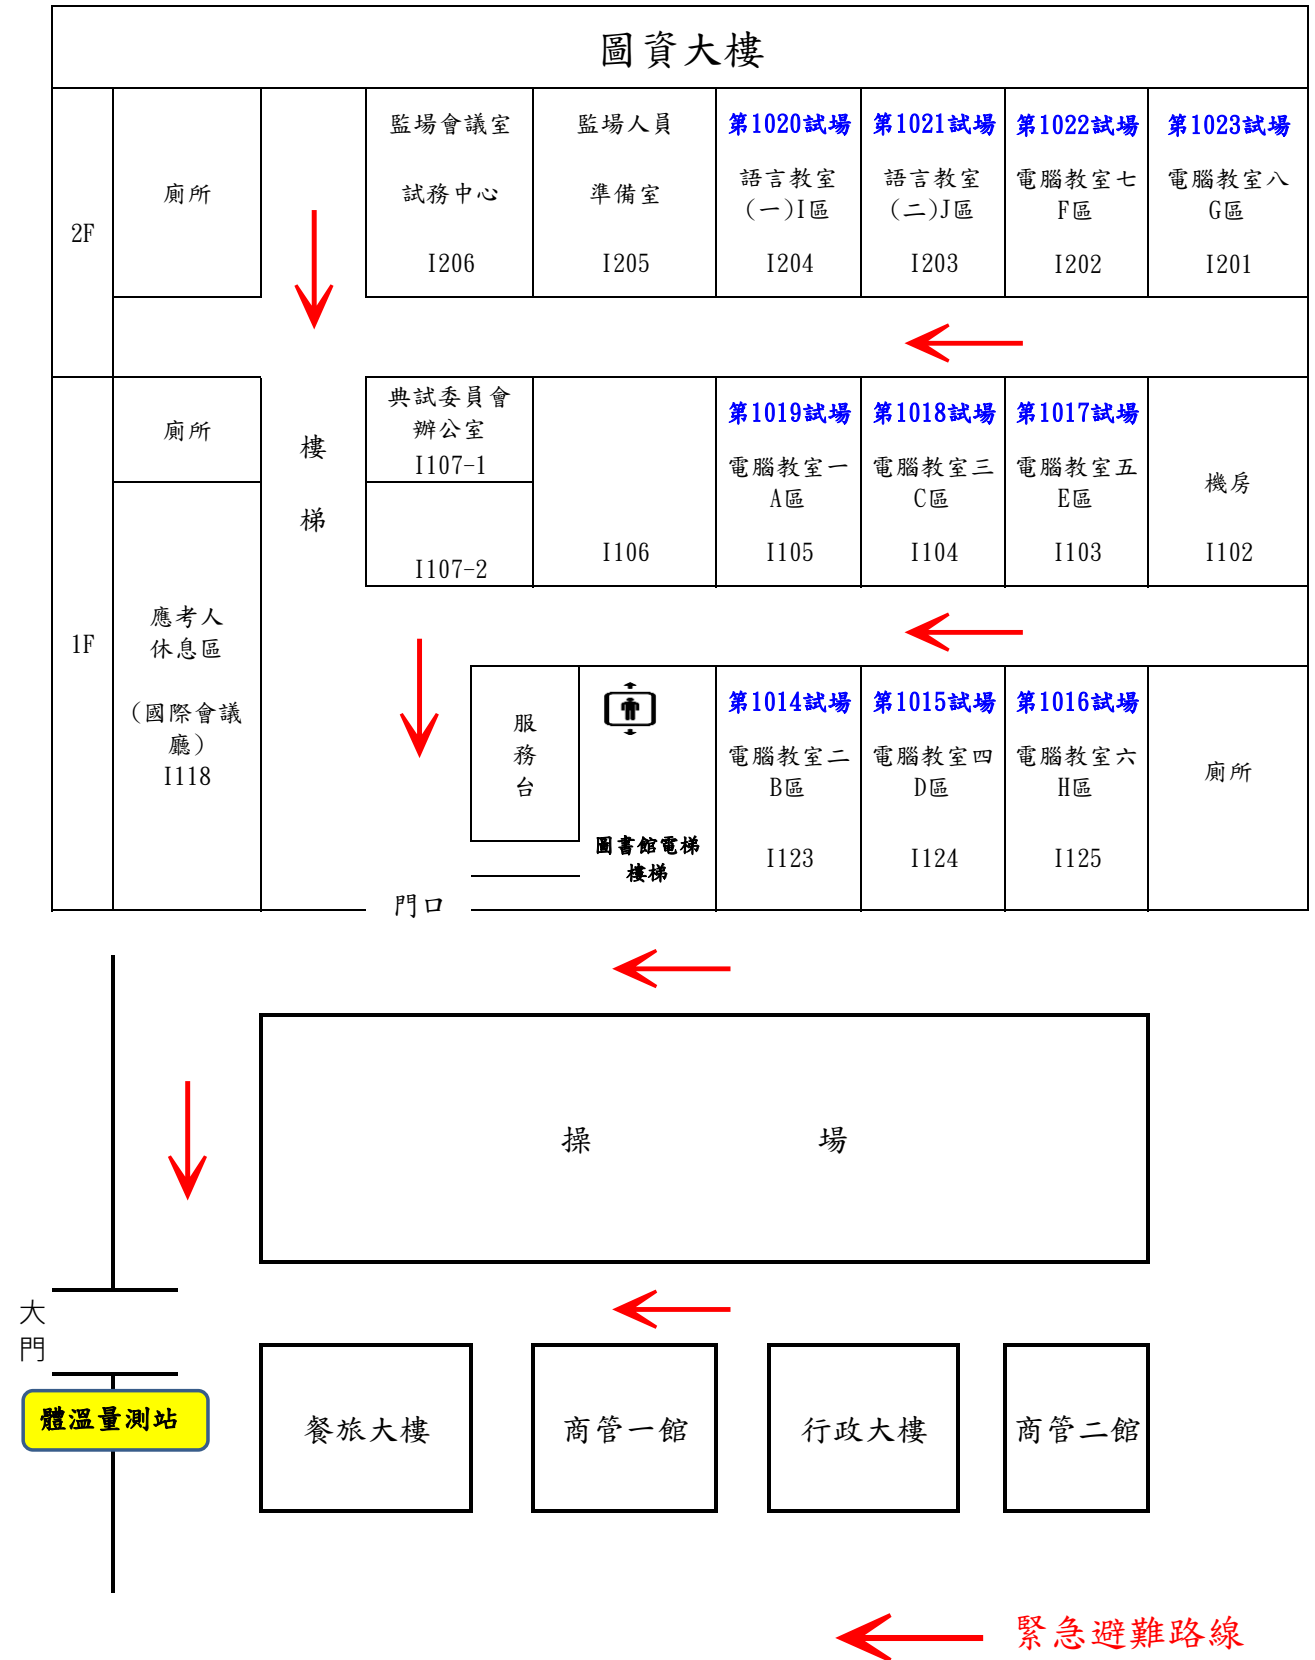 圖資大樓
2F
廁所
監場會議室
試務中心
I206
監場人員
準備室
I205
第1020試場
語言教室
(一)I區
I204
第1021試場
語言教室
(二)J區
I203
第1022試場
電腦教室七
F區
I202
第1023試場
電腦教室八
G區
I201
1F
廁所
樓
梯
典試委員會
辦公室
I107-1
I107-2
I106
第1019試場
電腦教室一
A區
I105
第1018試場
電腦教室三
C區
I104
第1017試場
電腦教室五
E區
I103
機房
I102
應考人
休息區
(國際會議
廳)
I118
服
務
台
圖書館電梯
樓梯
第1014試場
電腦教室二
B區
I123
第1015試場
電腦教室四
D區
I124
第1016試場
電腦教室六
H區
I125
廁所
門口
操 場
大
門
體溫量測站
餐旅大樓
商管一館
行政大樓
商管二館
緊急避難路線